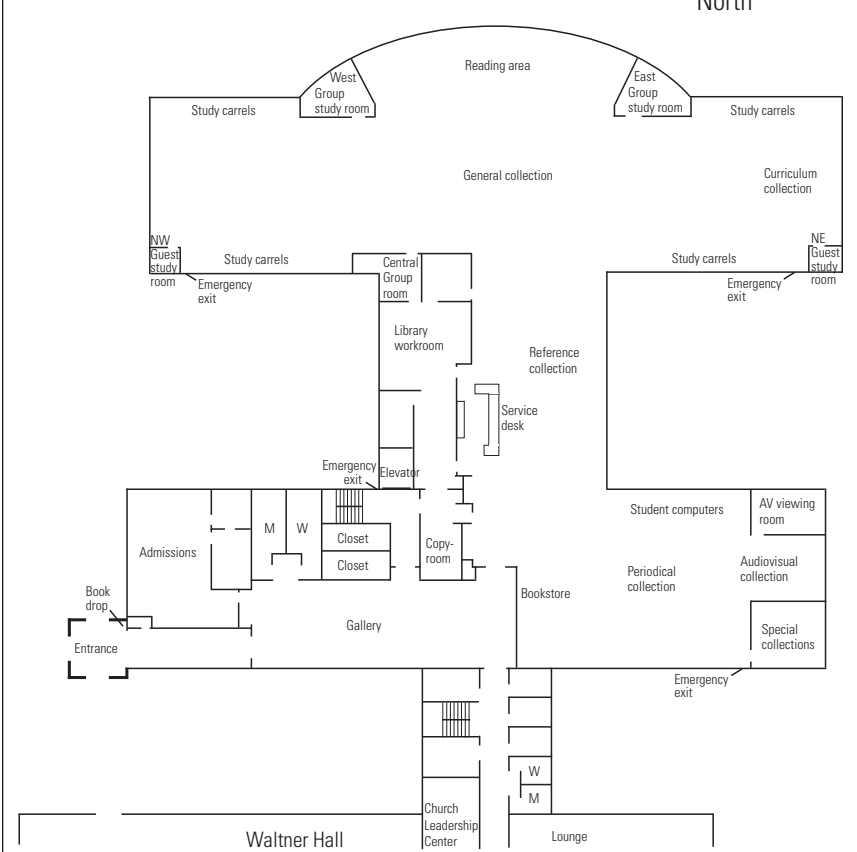 North
Reading area
West
Group
study room
East
Group
study room
Study carrels
Study carrels
General collection
Curriculum
collection
NW
Guest
study
room
NE
Guest
study
room
Study carrels
Central
Group
room
Study carrels
Emergency
exit
Emergency
exit
Library
workroom
Reference
collection
Service
desk
Emergency
exit
Elevator
Student computers
AV viewing
room
M
W
Closet
Closet
Copy-
room
Admissions
Audiovisual
collection
Periodical
collection
Book
drop
Bookstore
Gallery
Entrance
Special
collections
Emergency
exit
W
M
Church
Leadership
Center
Waltner Hall
Lounge